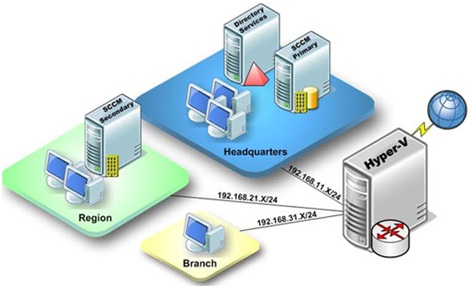 Directory
Services
SCCM
Primary
SCCM
Secondary
Headquarters
Hyper-V
192.168.11.X/24
192.168.21.X/24
Region
192.168.31.X/24
Branch